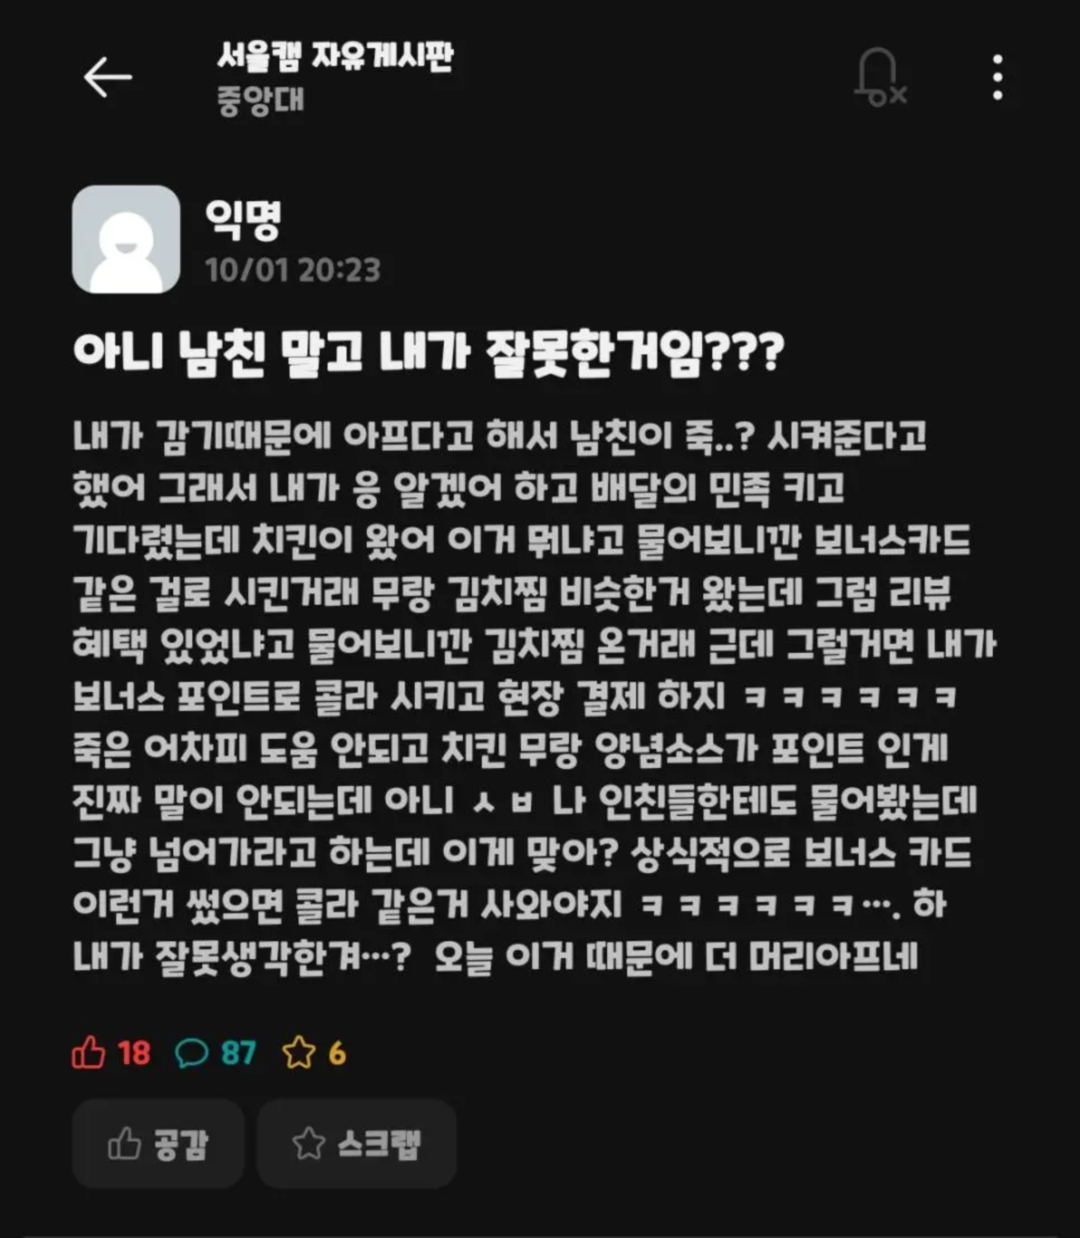 서울캠 자유게시판
중앙대
익명
10/01 20:23
아니 남친 말고 내가 잘못한거임???
내가 감기때문에 아프다고 해서 남친이 죽..? 시켜준다고
했어 그래서 내가 응 알겠어 하고 배달의 민족 키고
기다렸는데 치킨이 왔어 이거 뭐냐고 물어보니깐 보너스카드
같은 걸로 시킨거래 무랑 김치찜 비슷한거 왔는데 그럼 리뷰
혜택 있었냐고 물어보니깐 김치찜 온거래 근데 그럴거면 내가
보너스 포인트로 콜라 시키고 현장 결제 하지 ㅋㅋㅋㅋㅋㅋ
죽은 어차피 도움 안되고 치킨 무랑 양념소스가 포인트 인게
진짜 말이 안되는데 아니 ㅅㅂ 나 인친들한테도 물어봤는데
그냥 넘어가라고 하는데 이게 맞아? 상식적으로 보너스 카드
이런거 썼으면 콜라 같은거 사와야지 ㅋㅋㅋㅋㅋㅋ…. 하
내가 잘못생각한겨…? 오늘 이거 때문에 더 머리아프네
18 87 6
공감 스크랩